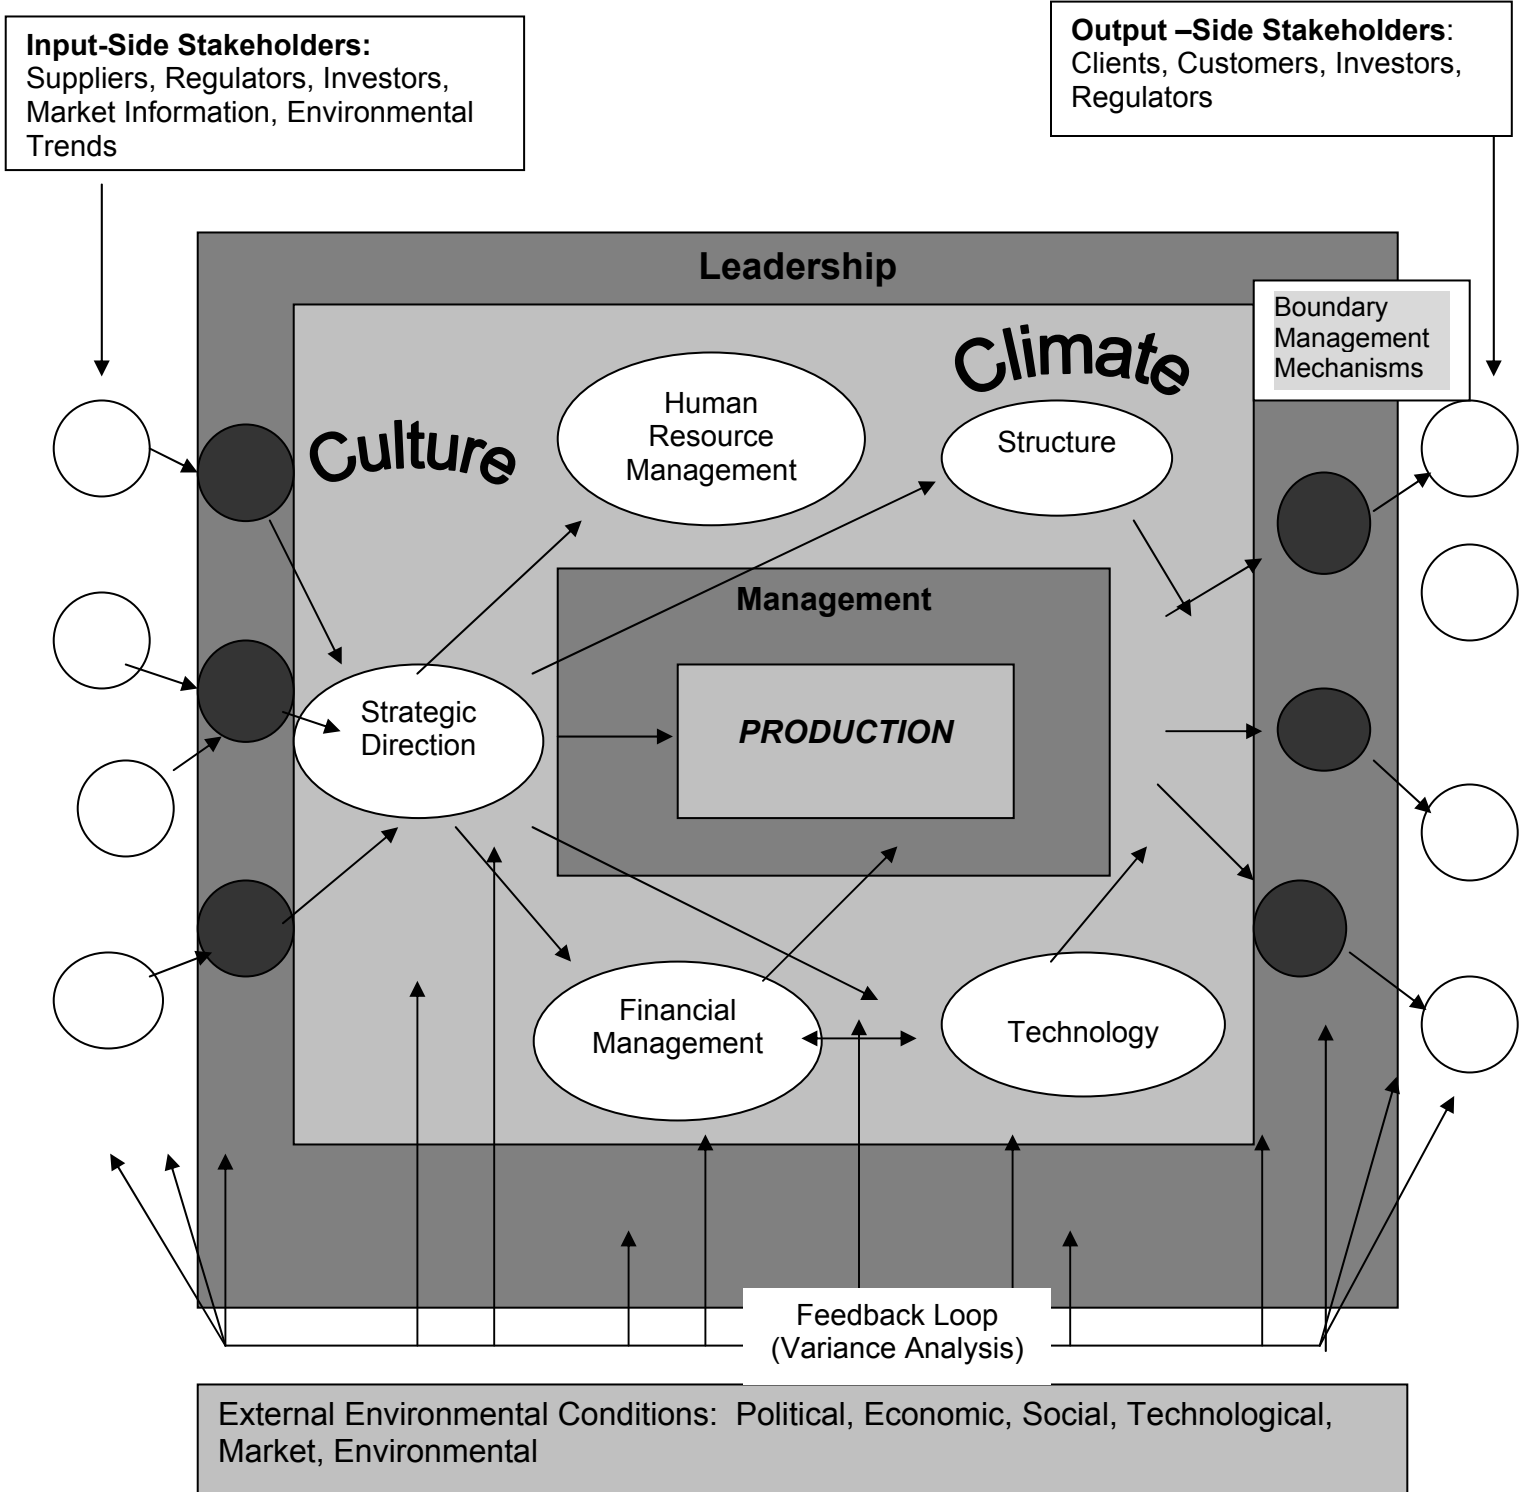 Input-Side Stakeholders:
Suppliers, Regulators, Investors,
Market Information, Environmental
Trends
Output –Side Stakeholders:
Clients, Customers, Investors,
Regulators
Leadership
Boundary
Management
Mechanisms
Culture
Climate
Human
Resource
Management
Structure
Management
Strategic
Direction
PRODUCTION
Financial
Management
Technology
Feedback Loop
(Variance Analysis)
External Environmental Conditions:  Political, Economic, Social, Technological,
Market, Environmental